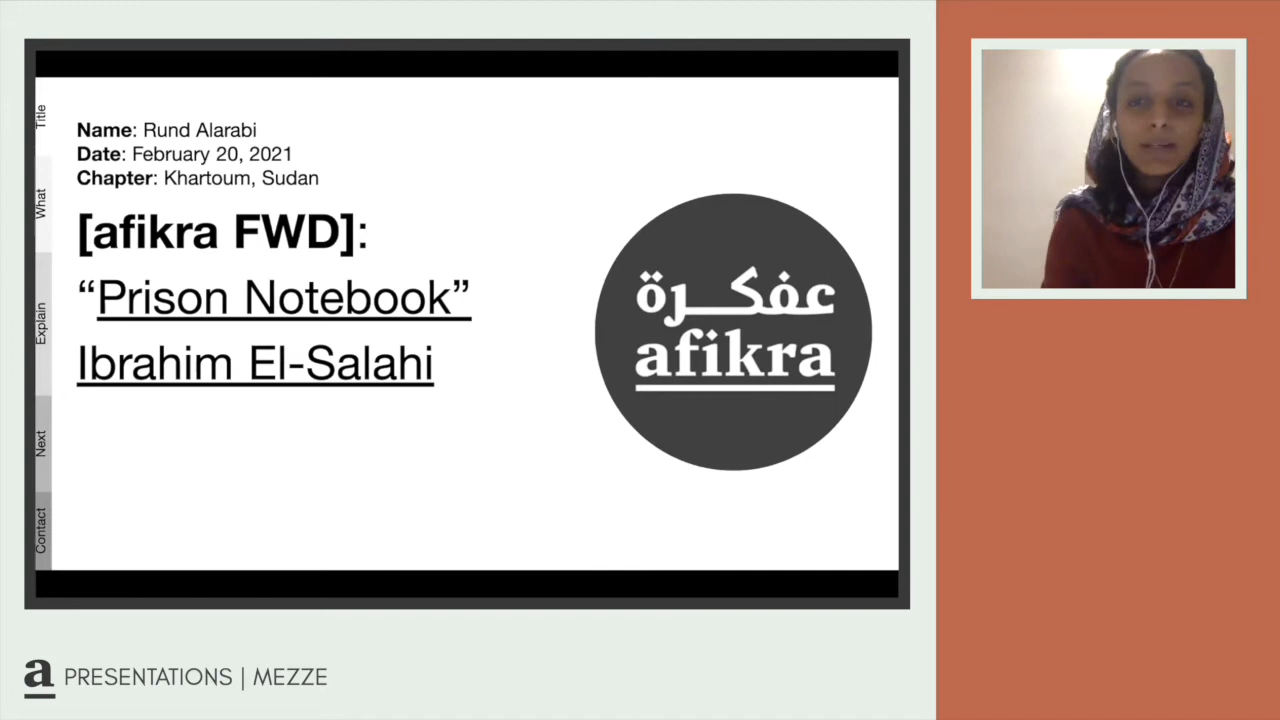 Title
What
Explain
Next
Contact
Name: Rund Alarabi
Date: February 20, 2021
Chapter: Khartoum, Sudan
[afikra FWD]:
“Prison Notebook”
Ibrahim El-Salahi
عفكرة
afikra
a PRESENTATIONS | MEZZE